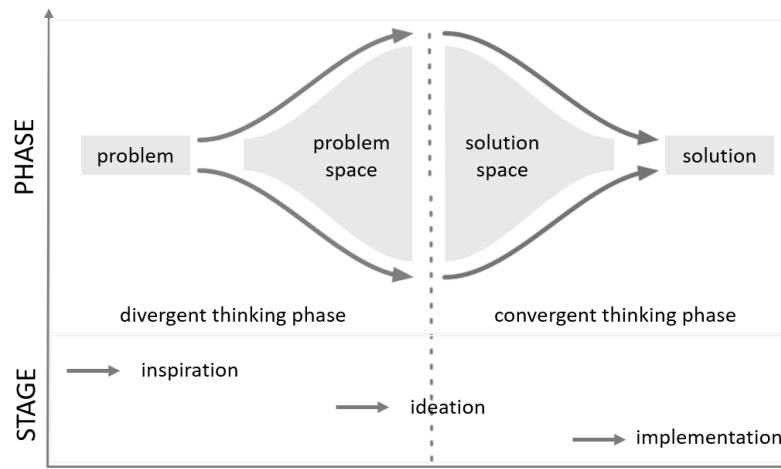 PHASE
problem
problem
space
solution
space
solution
divergent thinking phase
convergent thinking phase
STAGE
inspiration
ideation
implementation